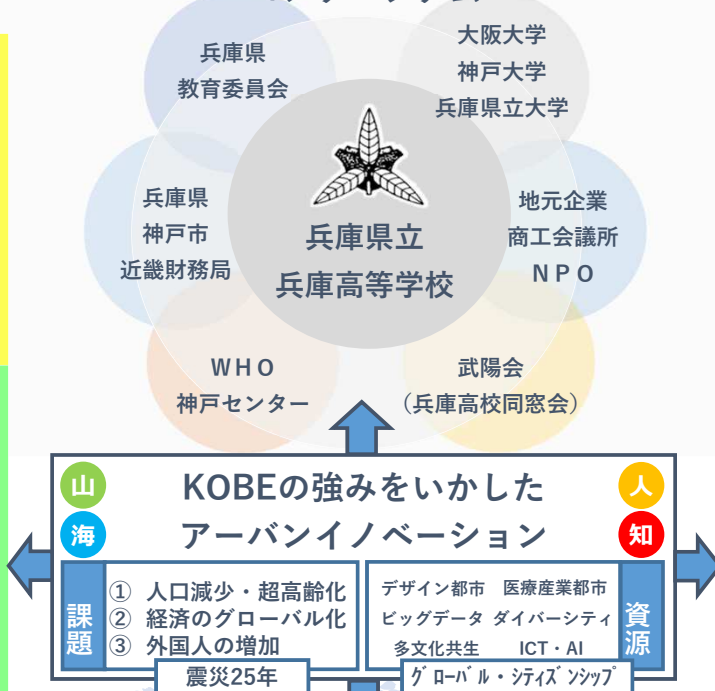 兵庫県
教育委員会
大阪大学
神戸大学
兵庫県立大学
兵庫県
神戸市
近畿財務局
兵庫県立
兵庫高等学校
地元企業
商工会議所
ＮＰＯ
ＷＨＯ
神戸センター
武陽会
（兵庫高校同窓会）
山
海
KOBEの強みをいかした
アーバンイノベーション
人
知
課題
① 人口減少・超高齢化
② 経済のグローバル化
③ 外国人の増加
震災25年
デザイン都市 医療産業都市
ビッグデータ ダイバーシティ
多文化共生 ICT・AI
資源
グローバル・シティズンシップ